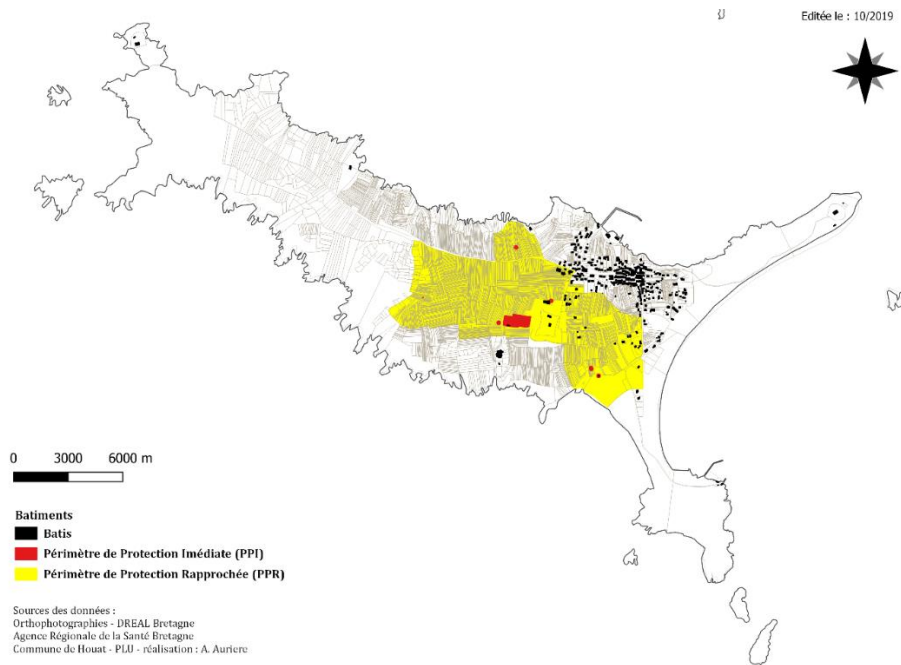 Editée le : 10/2019
0 3000 6000 m
Batiments
Batis
Périmètre de Protection Imédiate (PPI)
Périmètre de Protection Rapprochée (PPR)
Sources des données :
Orthophotographies - DREAL Bretagne
Agence Régionale de la Santé Bretagne
Commune de Houat - PLU - réalisation : A. Auriere